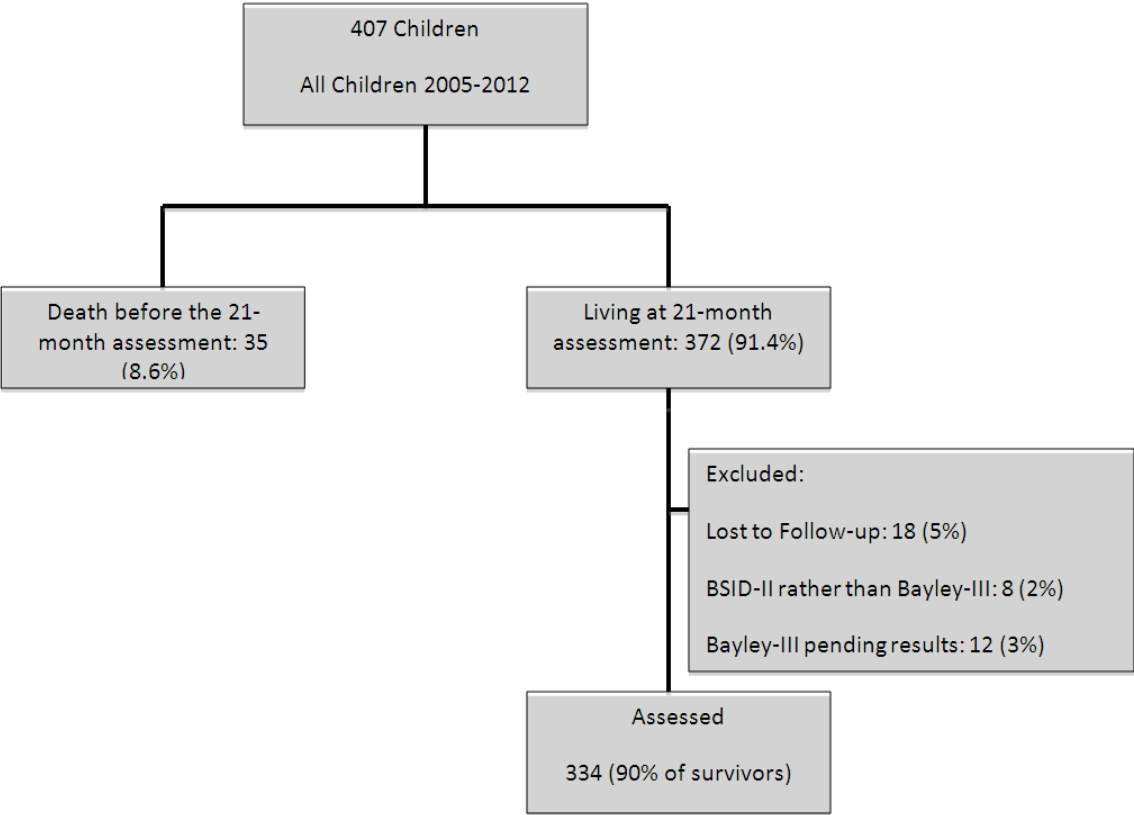 407 Children
All Children 2005-2012
Death before the 21-
month assessment: 35
(8.6%)
Living at 21-month
assessment: 372 (91.4%)
Excluded:
Lost to Follow-up: 18 (5%)
BSID-II rather than Bayley-III: 8 (2%)
Bayley-III pending results: 12 (3%)
Assessed
334 (90% of survivors)